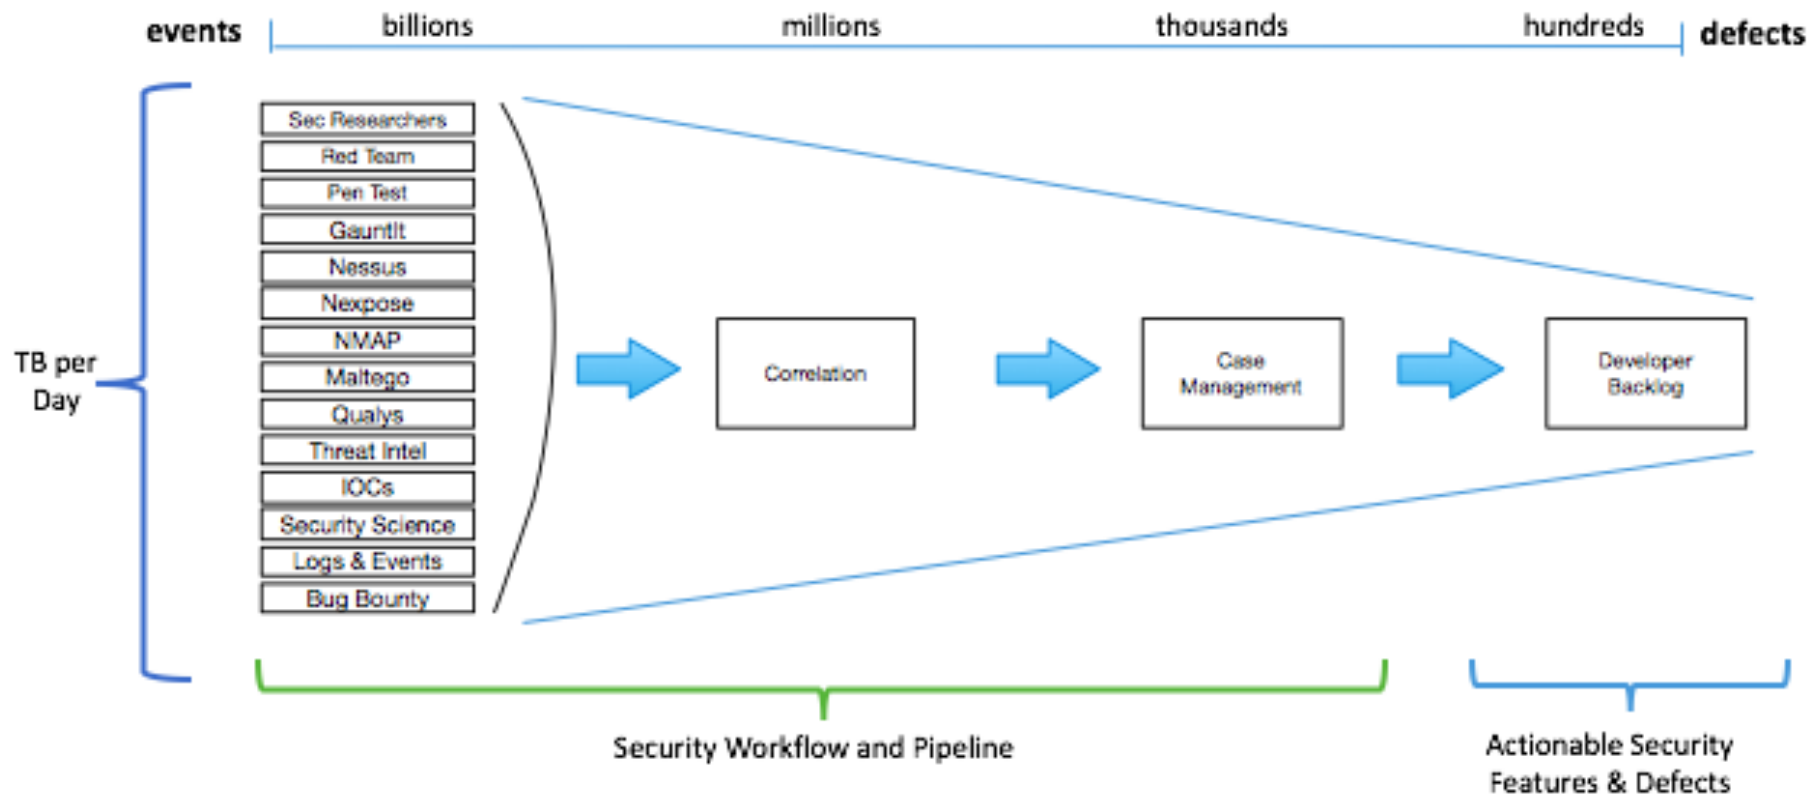 events billions millions thousands hundreds defects
Sec Researchers
Red Team
Pen Test
Gauntlt
Nessus
Nexpose
NMAP
Maltego
Qualys
Threat Intel
IOCs
Security Science
Logs & Events
Bug Bounty
TB per
Day
Correlation
Case
Management
Developer
Backlog
Security Workflow and Pipeline
Actionable Security
Features & Defects